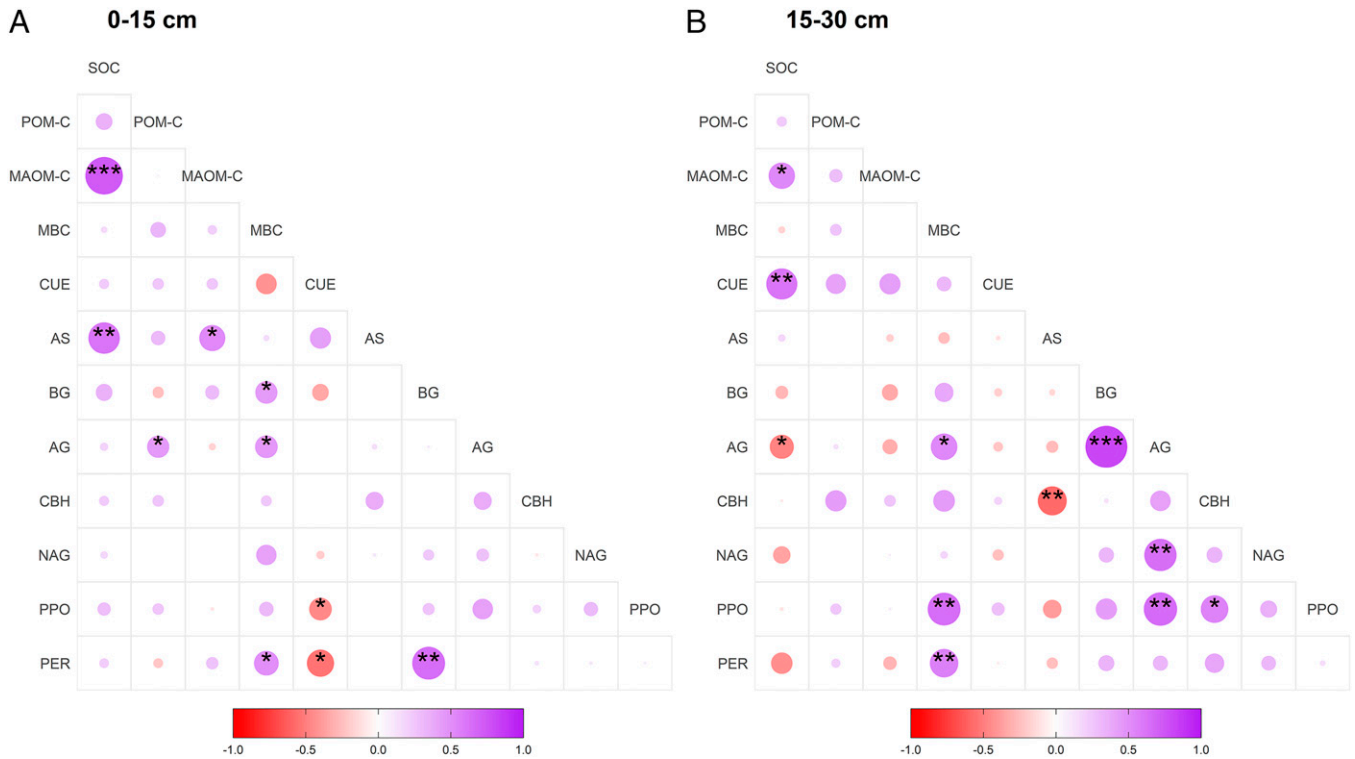 A 0-15 cm
SOC
POM-C POM-C
MAOM-C *** MAOM-C
MBC MBC
CUE CUE
AS ** * AS
BG * BG
AG * * AG
CBH CBH
NAG NAG
PPO * PPO
PER * * **
-1.0 -0.5 0.0 0.5 1.0
B 15-30 cm
SOC
POM-C POM-C
MAOM-C * MAOM-C
MBC MBC
CUE ** CUE
AS AS
BG BG
AG * * *** AG
CBH ** CBH
NAG ** NAG
PPO ** ** * PPO
PER **
-1.0 -0.5 0.0 0.5 1.0